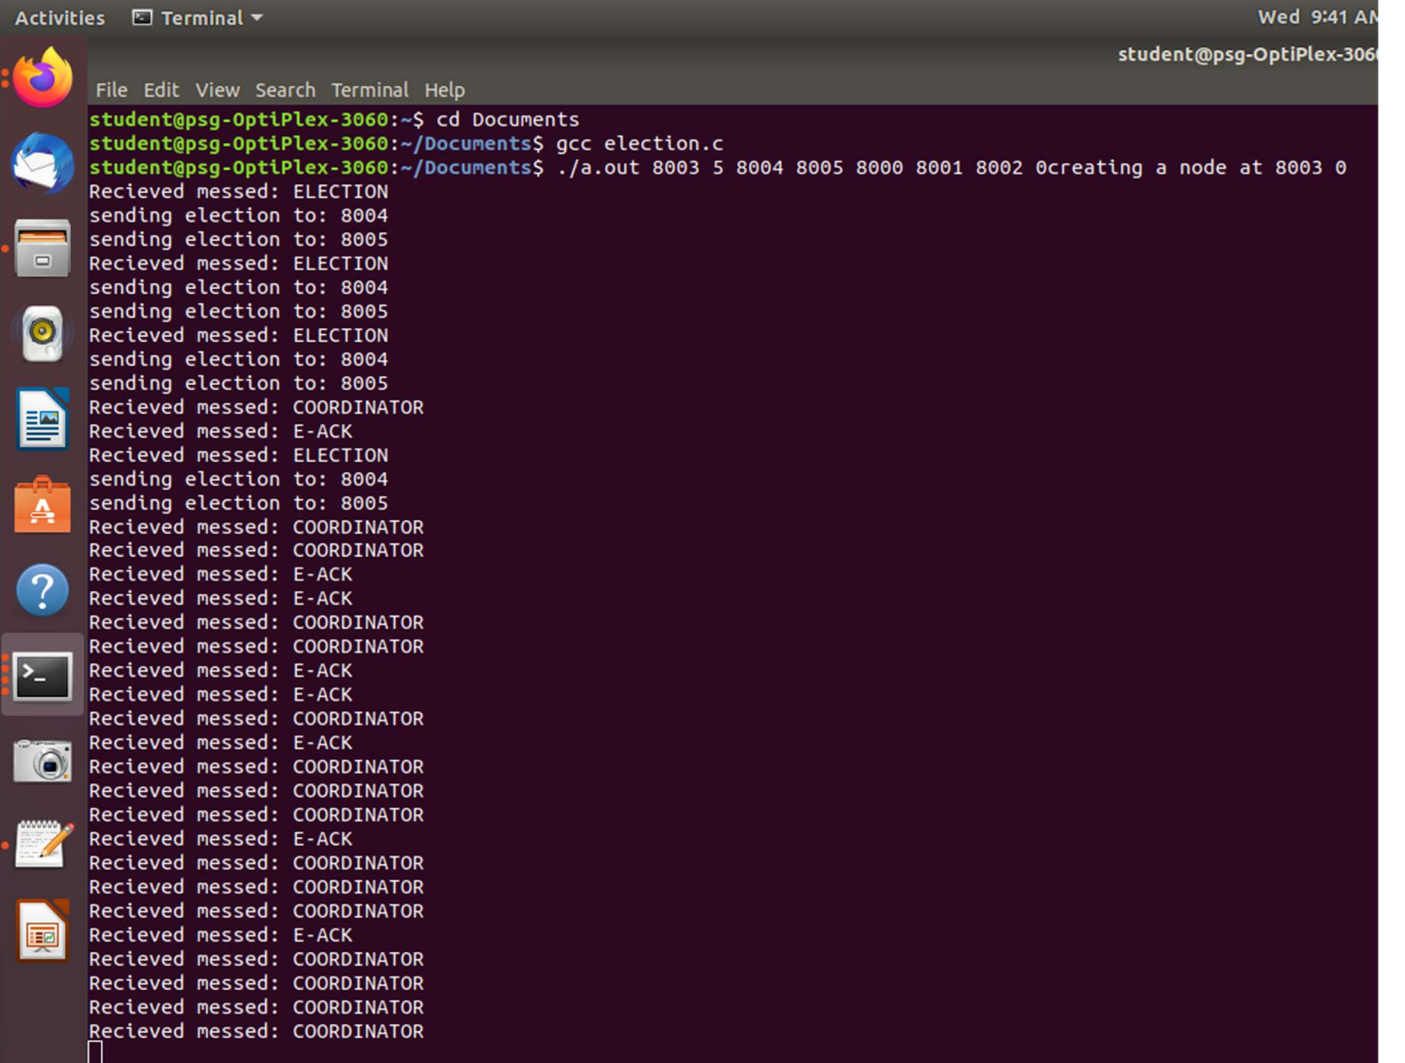 Activities Terminal Wed 9:41 AM
student@psg-OptiPlex-3060
File Edit View Search Terminal Help
student@psg-OptiPlex-3060:~$ cd Documents
student@psg-OptiPlex-3060:~/Documents$ gcc election.c
student@psg-OptiPlex-3060:~/Documents$ ./a.out 8003 5 8004 8005 8000 8001 8002 0creating a node at 8003 0
Recieved messed: ELECTION
sending election to: 8004
sending election to: 8005
Recieved messed: ELECTION
sending election to: 8004
sending election to: 8005
Recieved messed: ELECTION
sending election to: 8004
sending election to: 8005
Recieved messed: COORDINATOR
Recieved messed: E-ACK
Recieved messed: ELECTION
sending election to: 8004
sending election to: 8005
Recieved messed: COORDINATOR
Recieved messed: COORDINATOR
Recieved messed: E-ACK
Recieved messed: E-ACK
Recieved messed: COORDINATOR
Recieved messed: COORDINATOR
Recieved messed: E-ACK
Recieved messed: E-ACK
Recieved messed: COORDINATOR
Recieved messed: E-ACK
Recieved messed: COORDINATOR
Recieved messed: COORDINATOR
Recieved messed: COORDINATOR
Recieved messed: E-ACK
Recieved messed: COORDINATOR
Recieved messed: COORDINATOR
Recieved messed: COORDINATOR
Recieved messed: E-ACK
Recieved messed: COORDINATOR
Recieved messed: COORDINATOR
Recieved messed: COORDINATOR
Recieved messed: COORDINATOR